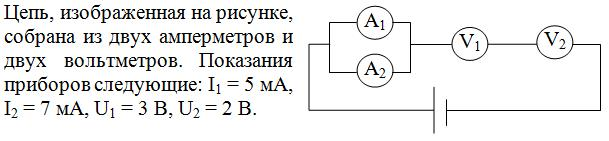 Цепь, изображенная на рисунке,
собрана из двух амперметров и
двух вольтметров. Показания
приборов следующие: I₁ = 5 мА,
I₂ = 7 мА, U₁ = 3 В, U₂ = 2 В.
A₁
A₂
V₁
V₂